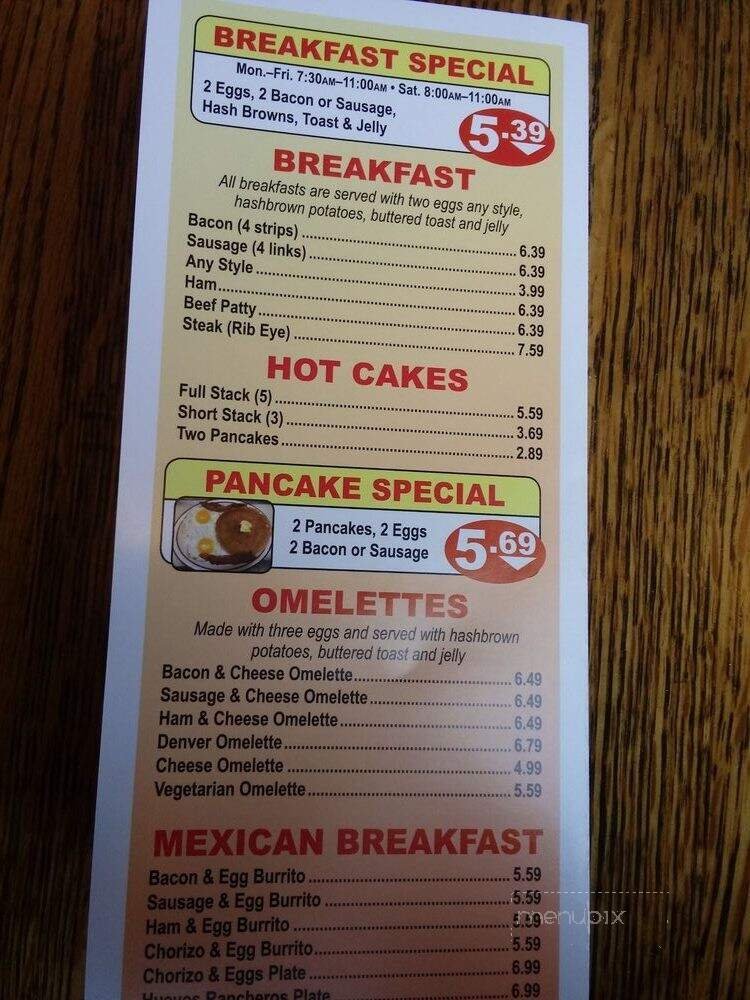 BREAKFAST SPECIAL
Mon.–Fri. 7:30AM–11:00AM • Sat. 8:00AM–11:00AM
2 Eggs, 2 Bacon or Sausage,
Hash Browns, Toast & Jelly
5.39
BREAKFAST
All breakfasts are served with two eggs any style,
hashbrown potatoes, buttered toast and jelly
Bacon (4 strips) 6.39
Sausage (4 links) 6.39
Any Style 3.99
Ham 6.39
Beef Patty 6.39
Steak (Rib Eye) 7.59
HOT CAKES
Full Stack (5) 5.59
Short Stack (3) 3.69
Two Pancakes 2.89
PANCAKE SPECIAL
2 Pancakes, 2 Eggs
2 Bacon or Sausage
5.69
OMELETTES
Made with three eggs and served with hashbrown
potatoes, buttered toast and jelly
Bacon & Cheese Omelette 6.49
Sausage & Cheese Omelette 6.49
Ham & Cheese Omelette 6.49
Denver Omelette 6.79
Cheese Omelette 4.99
Vegetarian Omelette 5.59
MEXICAN BREAKFAST
Bacon & Egg Burrito 5.59
Sausage & Egg Burrito 5.59
Ham & Egg Burrito 5.59
menupix
Chorizo & Egg Burrito 5.59
Chorizo & Eggs Plate 6.99
Huevos Rancheros Plate 6.99